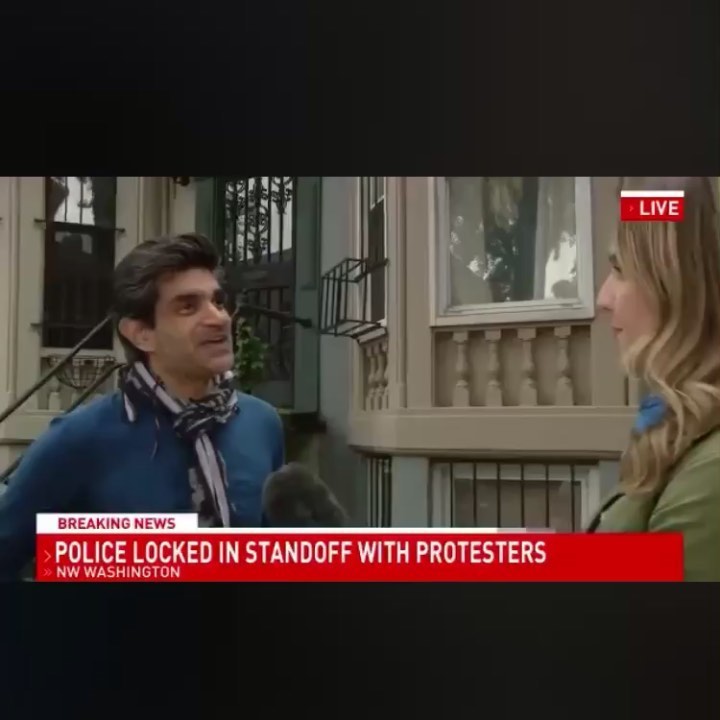 LIVE
BREAKING NEWS
POLICE LOCKED IN STANDOFF WITH PROTESTERS
NW WASHINGTON